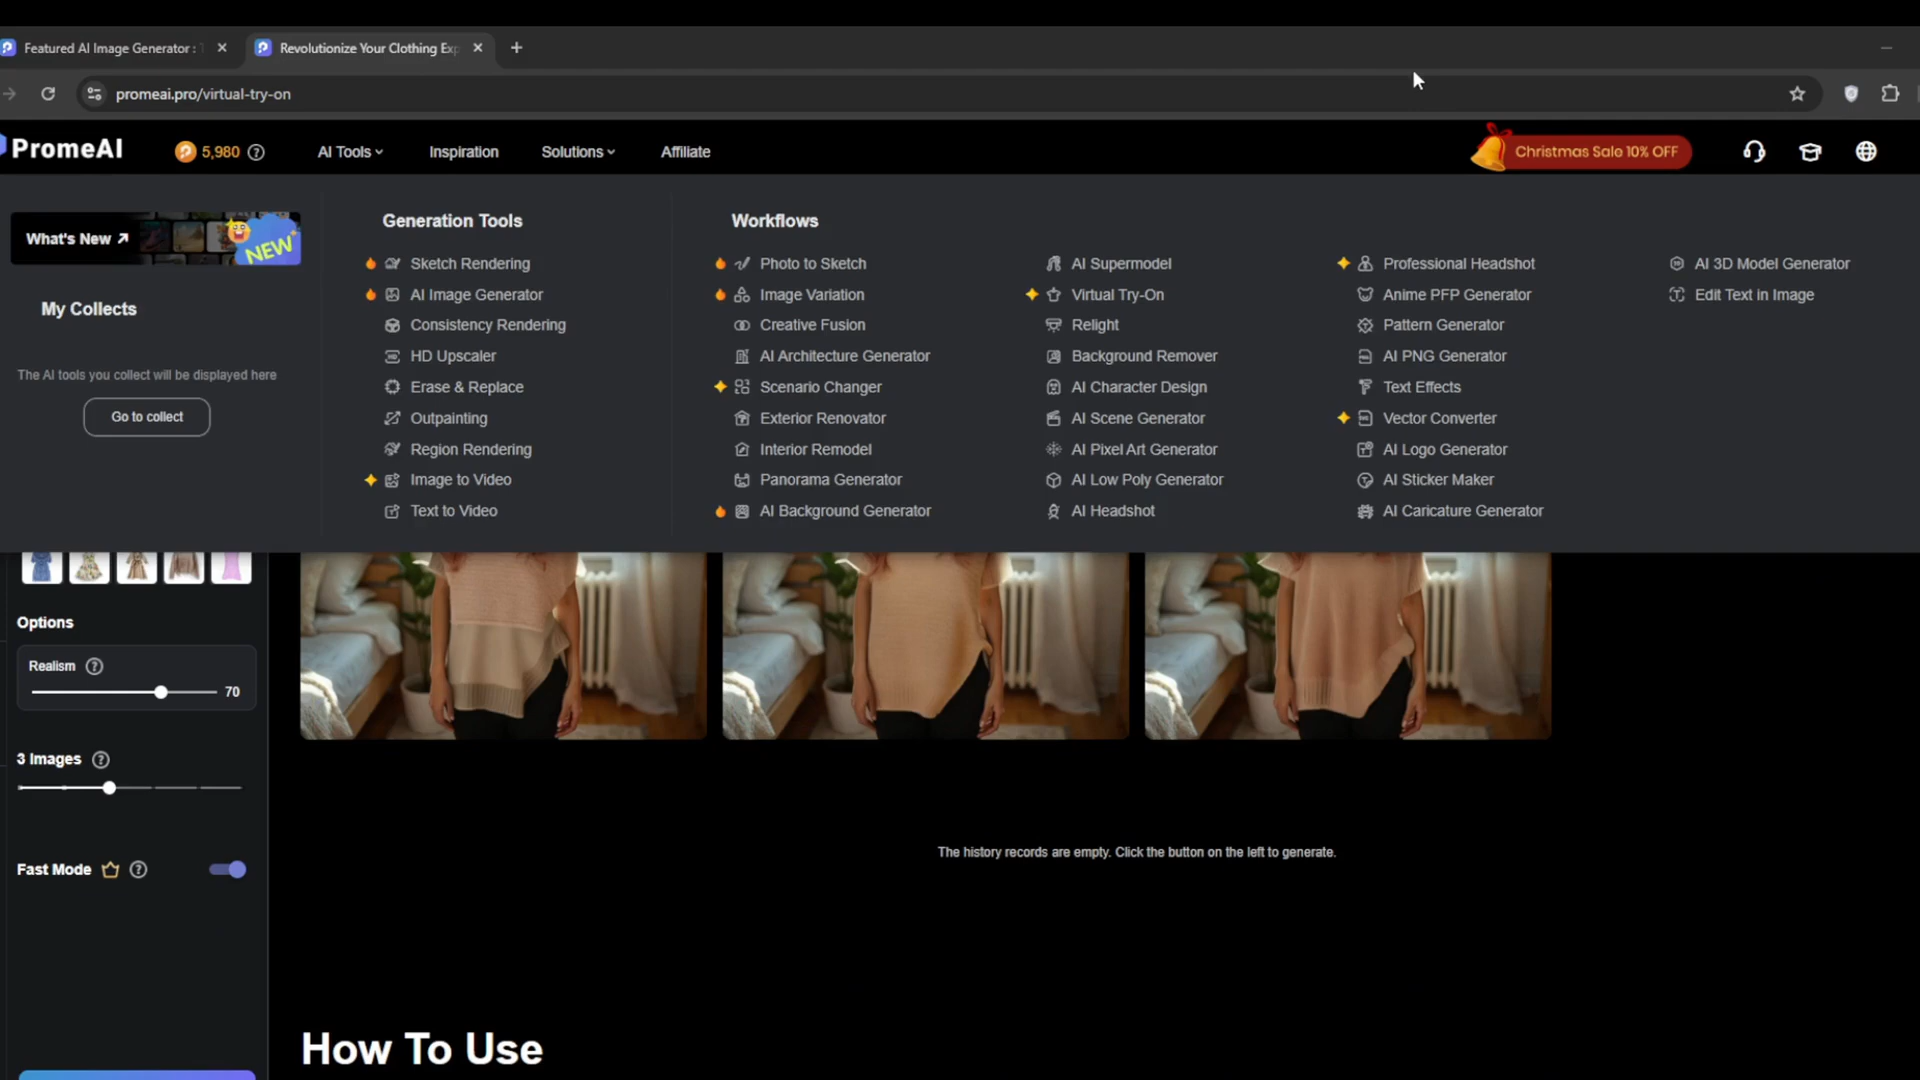 Featured AI Image Generator :
Revolutionize Your Clothing Exp
promeai.pro/virtual-try-on
PromeAI
5,980
AI Tools
Inspiration
Solutions
Affiliate
Christmas Sale 10% OFF
What's New
NEW
My Collects
The AI tools you collect will be displayed here
Go to collect
Generation Tools
Sketch Rendering
AI Image Generator
Consistency Rendering
HD Upscaler
Erase & Replace
Outpainting
Region Rendering
Image to Video
Text to Video
Workflows
Photo to Sketch
Image Variation
Creative Fusion
AI Architecture Generator
Scenario Changer
Exterior Renovator
Interior Remodel
Panorama Generator
AI Background Generator
AI Supermodel
Virtual Try-On
Relight
Background Remover
AI Character Design
AI Scene Generator
AI Pixel Art Generator
AI Low Poly Generator
AI Headshot
Professional Headshot
Anime PFP Generator
Pattern Generator
AI PNG Generator
Text Effects
Vector Converter
AI Logo Generator
AI Sticker Maker
AI Caricature Generator
AI 3D Model Generator
Edit Text in Image
Options
Realism
70
3 Images
Fast Mode
The history records are empty. Click the button on the left to generate.
How To Use